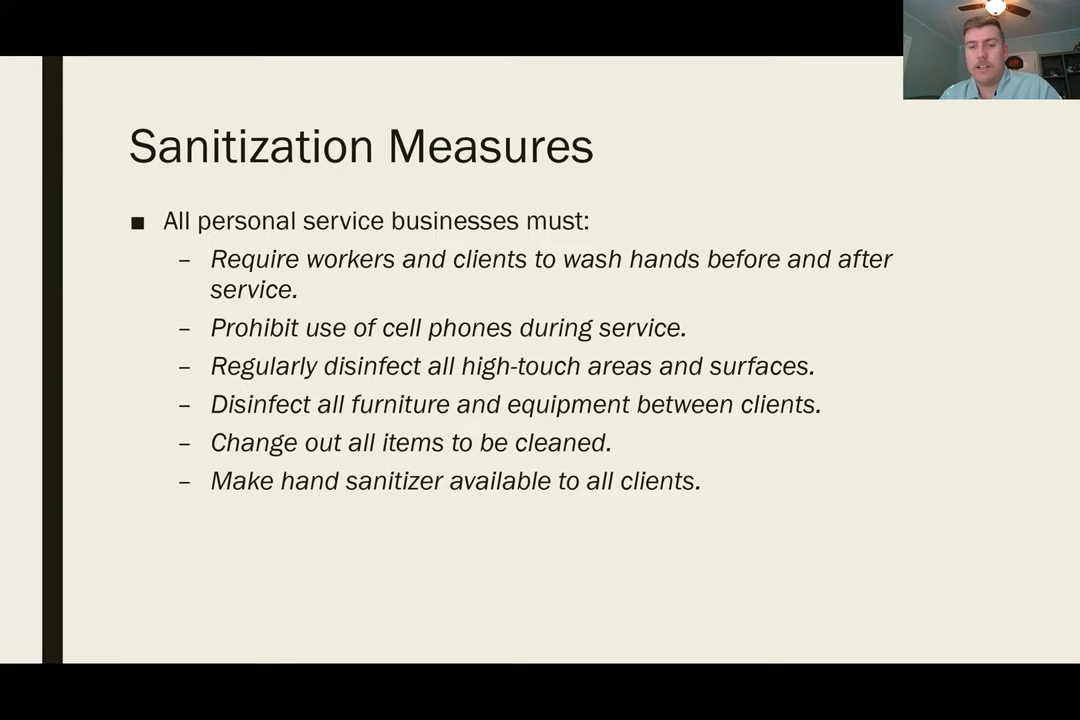 Sanitization Measures
■ All personal service businesses must:
– Require workers and clients to wash hands before and after
service.
– Prohibit use of cell phones during service.
– Regularly disinfect all high-touch areas and surfaces.
– Disinfect all furniture and equipment between clients.
– Change out all items to be cleaned.
– Make hand sanitizer available to all clients.